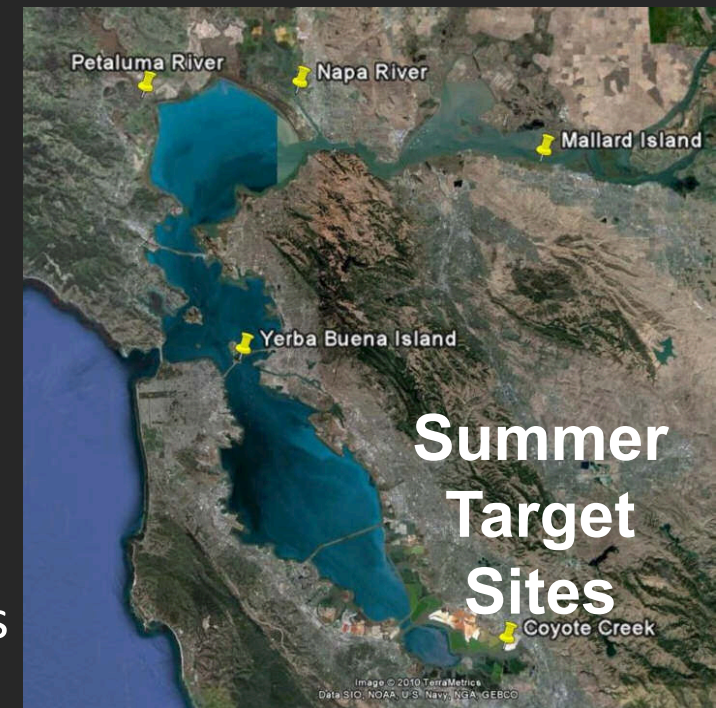 Petaluma River
Napa River
Mallard Island
Yerba Buena Island
Summer
Target
Sites
s
Coyote Creek
Image © 2010 TerraMetrics
Data SIO, NOAA, U.S. Navy, NGA, GEBCO